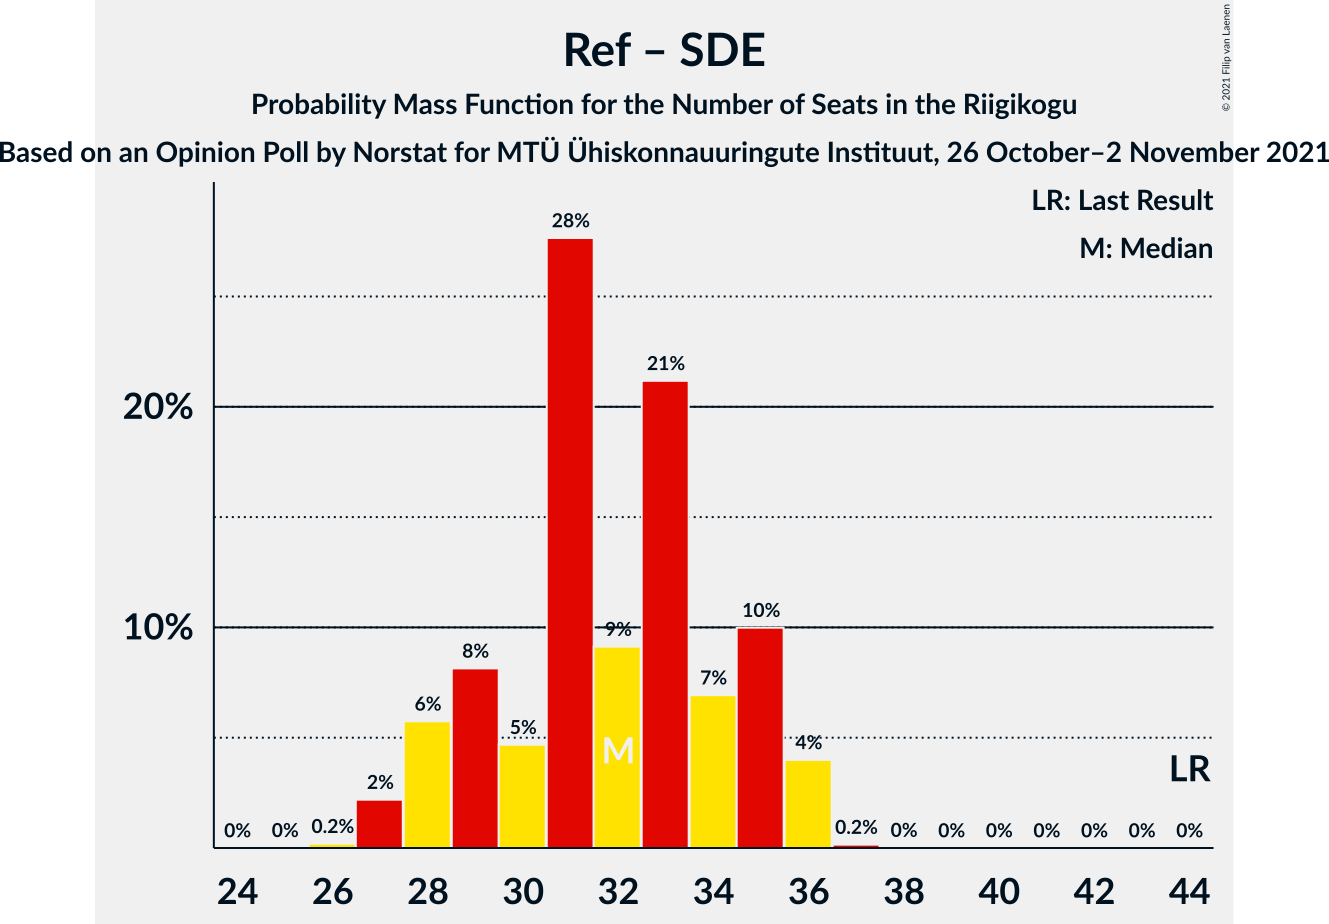 Ref – SDE
Probability Mass Function for the Number of Seats in the Riigikogu
Based on an Opinion Poll by Norstat for MTÜ Ühiskonnauuringute Instituut, 26 October–2 November 2021
© 2021 Filip van Laenen
LR: Last Result
M: Median
28%
21%
20%
10%
10%
9%
8%
7%
6%
5%
4%
M
LR
2%
0% 0% 0.2% 0.2% 0% 0% 0% 0% 0% 0% 0%
24 26 28 30 32 34 36 38 40 42 44